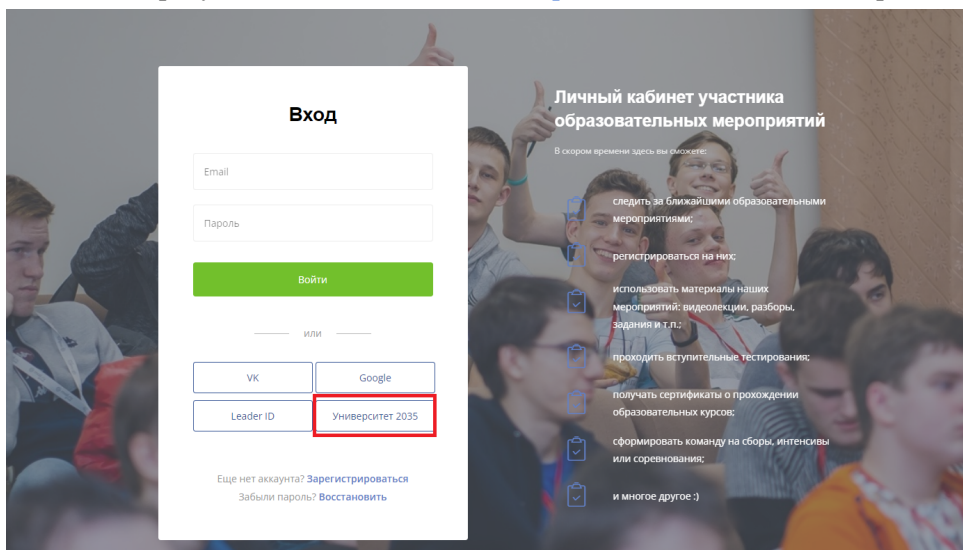 Вход
Email
Пароль
Войти
или
VK
Google
Leader ID
Университет 2035
Еще нет аккаунта? Зарегистрироваться
Забыли пароль? Восстановить
Личный кабинет участника
образовательных мероприятий
В скором времени здесь вы сможете:
следить за ближайшими образовательными
мероприятиями;
регистрироваться на них;
использовать материалы наших
мероприятий: видеолекции, разборы,
задания и т.п.;
проходить вступительные тестирования;
получать сертификаты о прохождении
образовательных курсов;
сформировать команду на сборы, интенсивы
или соревнования;
и многое другое :)